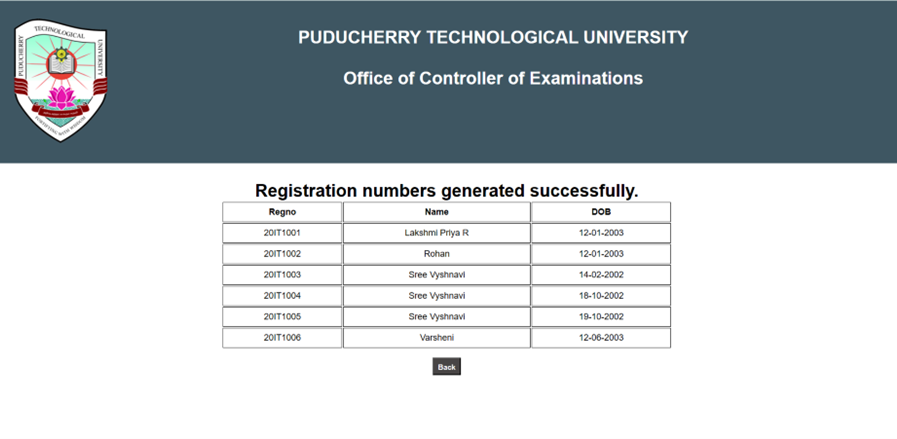 TECHNOLOGICAL
PUDUCHERRY
UNIVERSITY
PUDUCHERRY TECHNOLOGICAL UNIVERSITY
Office of Controller of Examinations
Registration numbers generated successfully.
Regno Name DOB
20IT1001 Lakshmi Priya R 12-01-2003
20IT1002 Rohan 12-01-2003
20IT1003 Sree Vyshnavi 14-02-2002
20IT1004 Sree Vyshnavi 18-10-2002
20IT1005 Sree Vyshnavi 19-10-2002
20IT1006 Varsheni 12-06-2003
Back